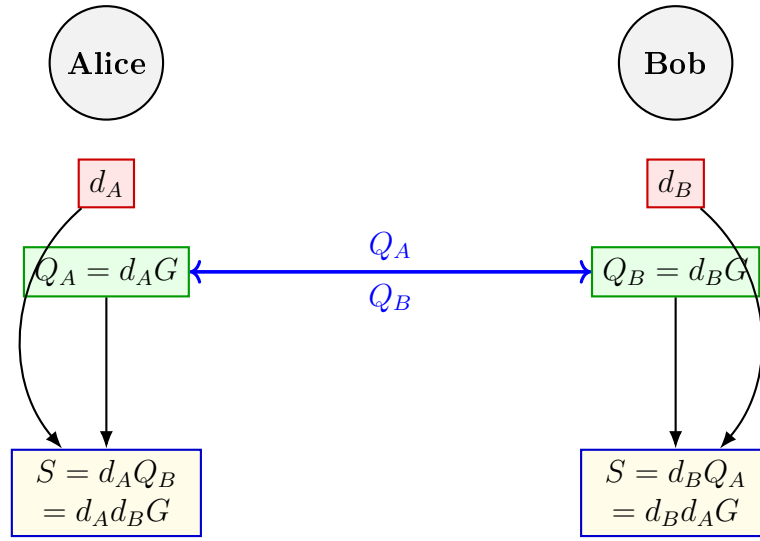 Alice
Bob
d_A
d_B
Q_A = d_A G
Q_A
Q_B
Q_B = d_B G
S = d_A Q_B
= d_A d_B G
S = d_B Q_A
= d_B d_A G